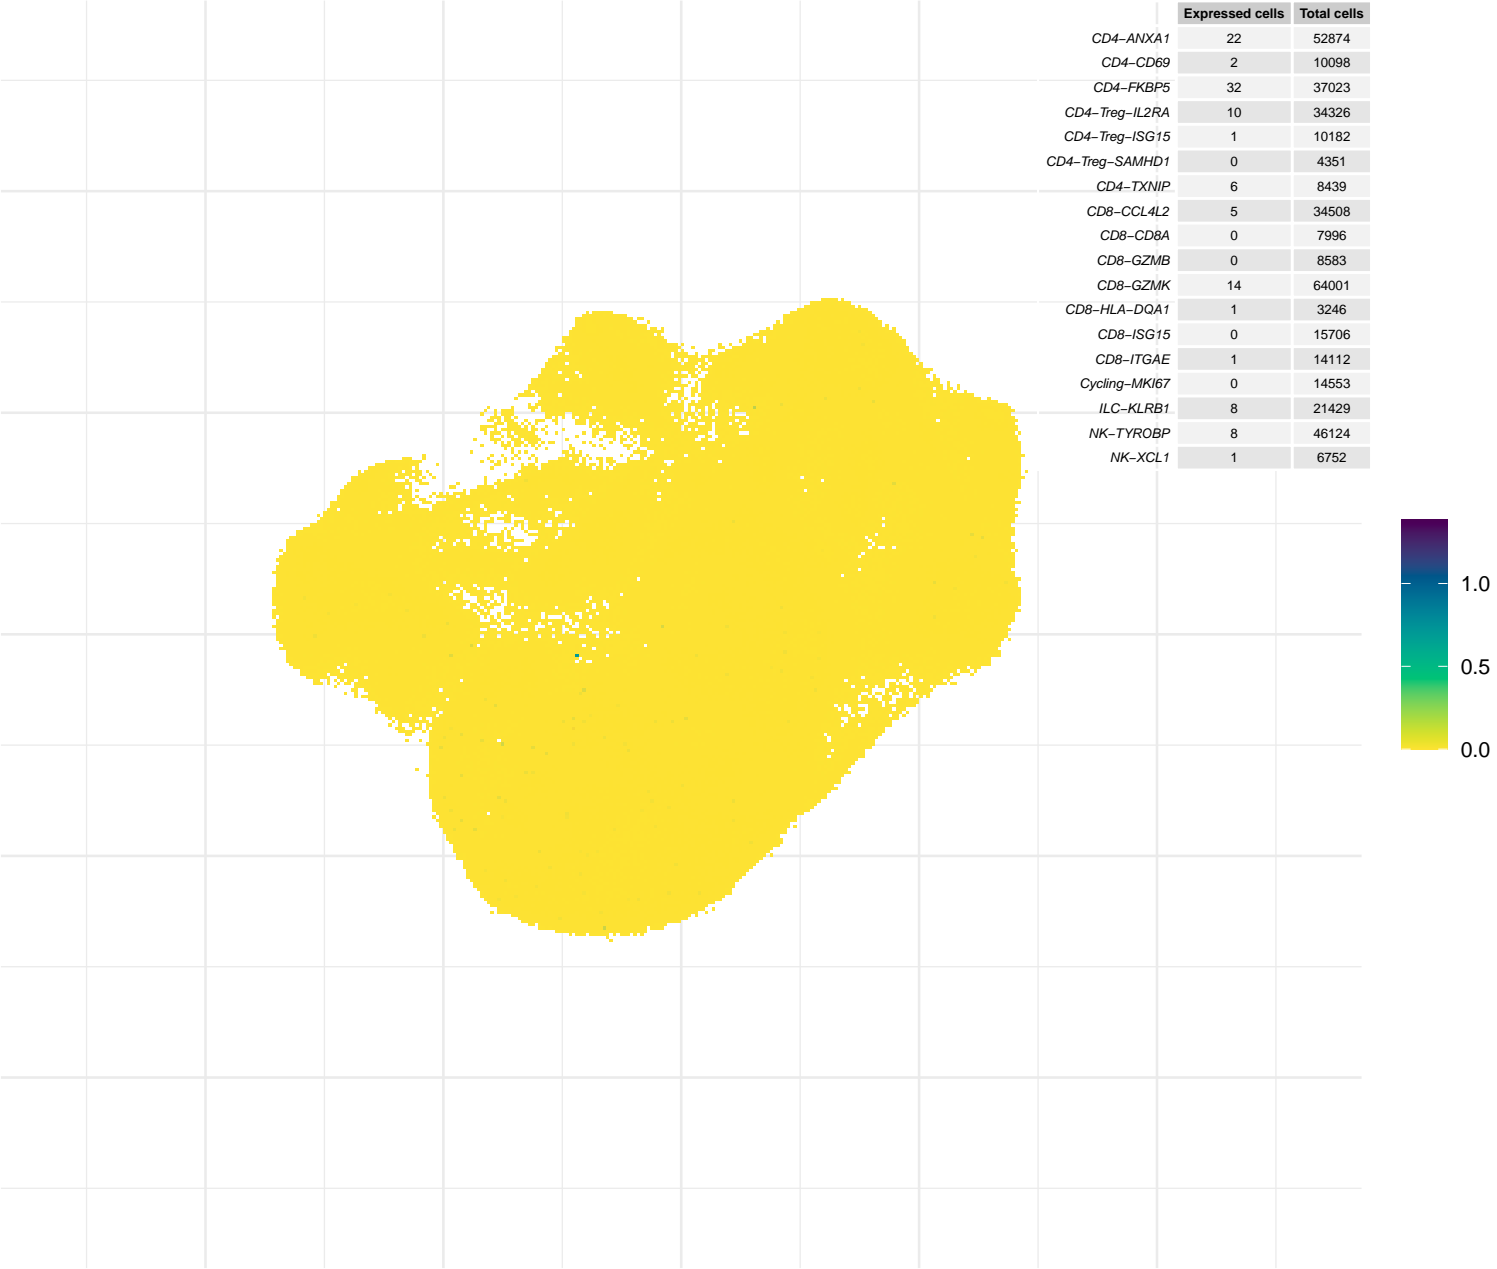 Expressed cells Total cells
CD4−ANXA1 22 52874
CD4−CD69 2 10098
CD4−FKBP5 32 37023
CD4−Treg−IL2RA 10 34326
CD4−Treg−ISG15 1 10182
CD4−Treg−SAMHD1 0 4351
CD4−TXNIP 6 8439
CD8−CCL4L2 5 34508
CD8−CD8A 0 7996
CD8−GZMB 0 8583
CD8−GZMK 14 64001
CD8−HLA−DQA1 1 3246
CD8−ISG15 0 15706
CD8−ITGAE 1 14112
Cycling−MKI67 0 14553
ILC−KLRB1 8 21429
NK−TYROBP 8 46124
NK−XCL1 1 6752
1.0
0.5
0.0